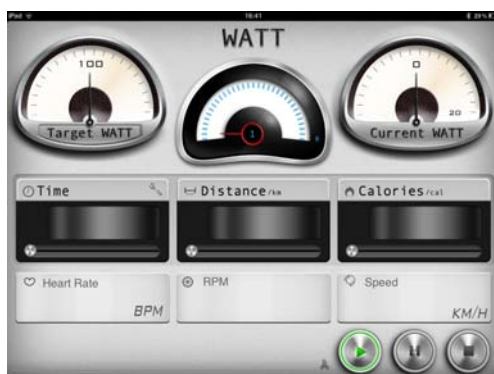 iPad
16:41
29%
WATT
100
Target WATT
1
0
20
Current WATT
Time
Distance/km
Calories/cal
Heart Rate
BPM
RPM
Speed
KM/H